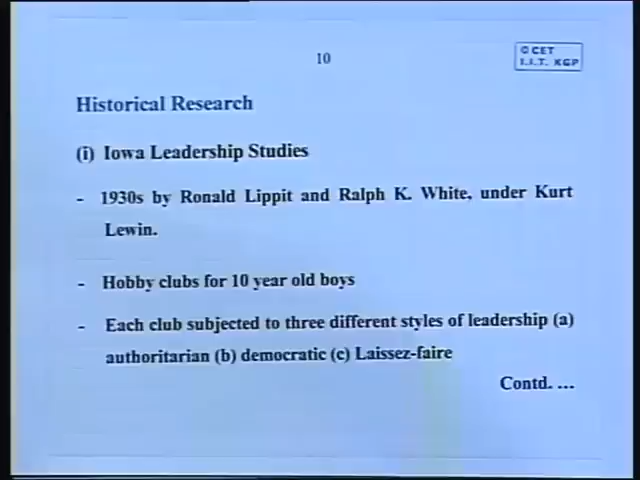 10
© CET
I.I.T. KGP
Historical Research
(i) Iowa Leadership Studies
- 1930s by Ronald Lippit and Ralph K. White, under Kurt
Lewin.
- Hobby clubs for 10 year old boys
- Each club subjected to three different styles of leadership (a)
authoritarian (b) democratic (c) Laissez-faire
Contd. ...